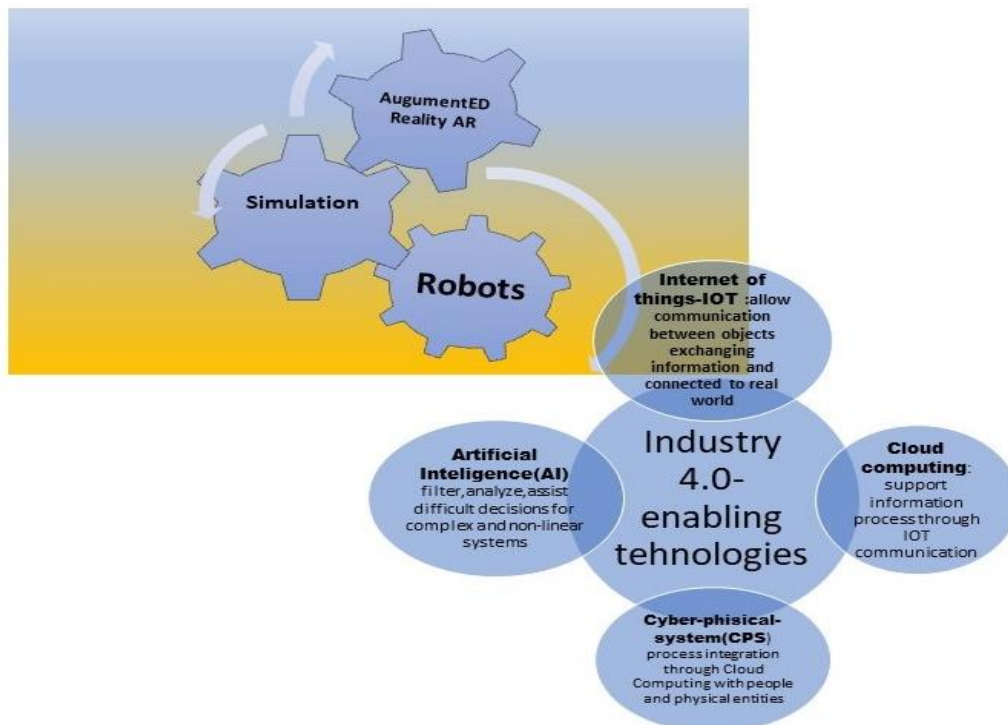 AugumentED
Reality AR
Simulation
Robots
Internet of
things-IOT :allow
communication
between objects
exchanging
information and
connected to real
world
Artificial
Inteligence(AI)
filter,analyze,assist
difficult decisions for
complex and non-linear
systems
Industry
4.0-
enabling
tehnologies
Cloud
computing:
support
information
process through
IOT
communication
Cyber-phisical-
system(CPS)
process integration
through Cloud
Computing with people
and physical entities